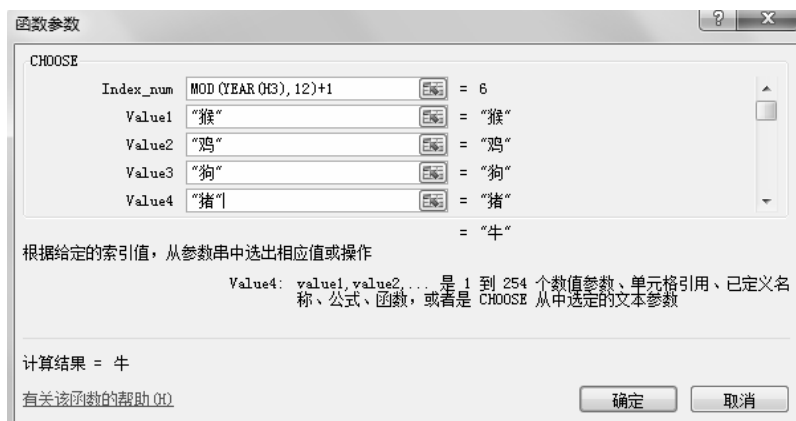 函数参数
CHOOSE
Index_num MOD(YEAR(H3),12)+1 = 6
Value1 "猴" = "猴"
Value2 "鸡" = "鸡"
Value3 "狗" = "狗"
Value4 "猪" = "猪"
= "牛"
根据给定的索引值，从参数串中选出相应值或操作
Value4: value1,value2,... 是 1 到 254 个数值参数、单元格引用、已定义名
称、公式、函数，或者是 CHOOSE 从中选定的文本参数
计算结果 = 牛
有关该函数的帮助(H)
确定 取消